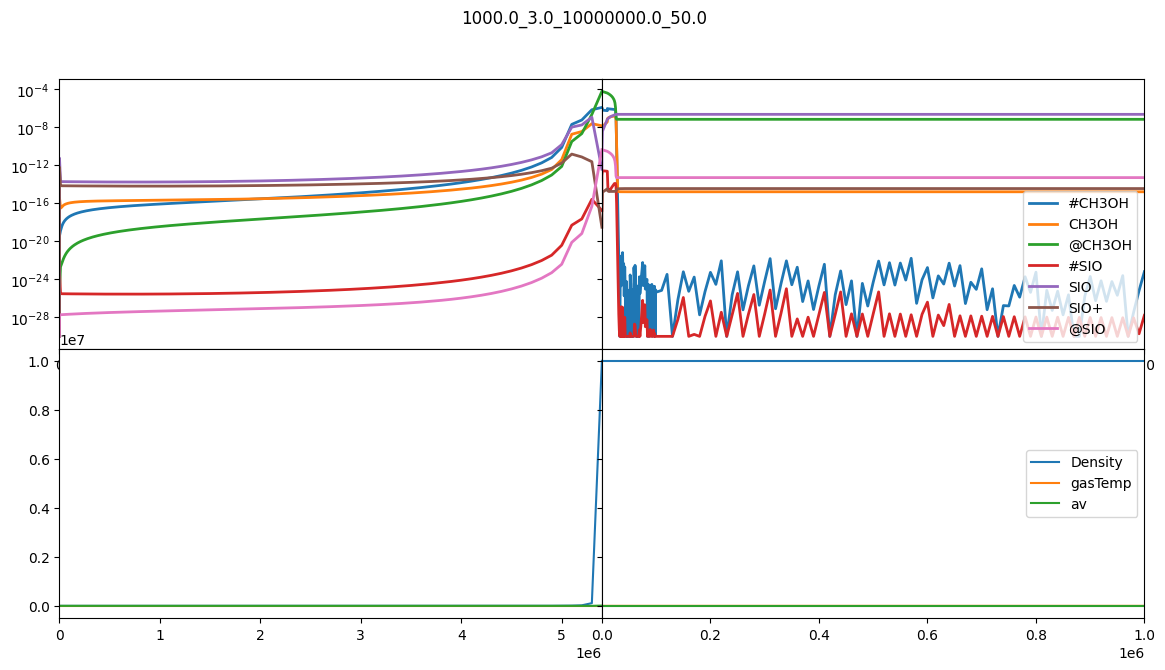 1000.0_3.0_10000000.0_50.0
10−4
10−8
10−12
10−16
10−20
10−24
10−28
1e7
0
#CH3OH
CH3OH
@CH3OH
#SIO
SIO
SIO+
@SIO
1.0
0.8
0.6
0.4
0.2
0.0
Density
gasTemp
av
0 1 2 3 4 5
0.0 0.2 0.4 0.6 0.8 1.0
1e6 1e6